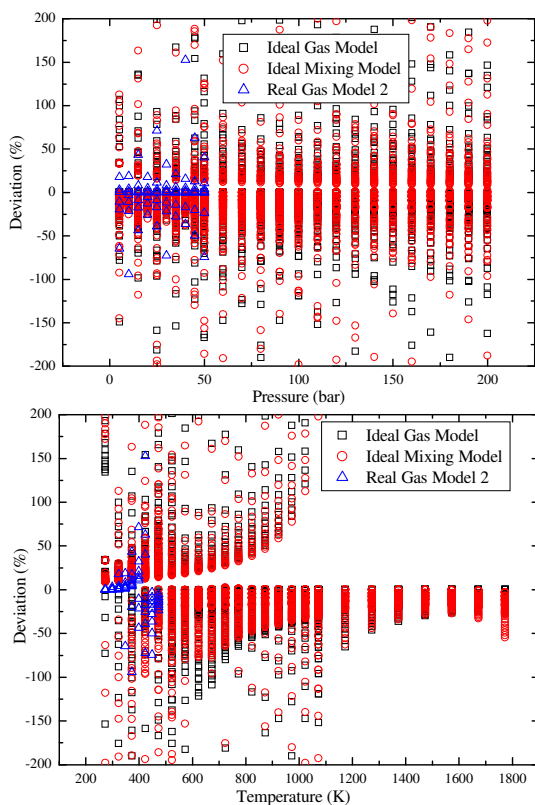 200
150
100
50
0
-50
-100
-150
-200
Deviation (%)
Ideal Gas Model
Ideal Mixing Model
Real Gas Model 2
0 50 100 150 200
Pressure (bar)
200
150
100
50
0
-50
-100
-150
-200
Deviation (%)
Ideal Gas Model
Ideal Mixing Model
Real Gas Model 2
200 400 600 800 1000 1200 1400 1600 1800
Temperature (K)